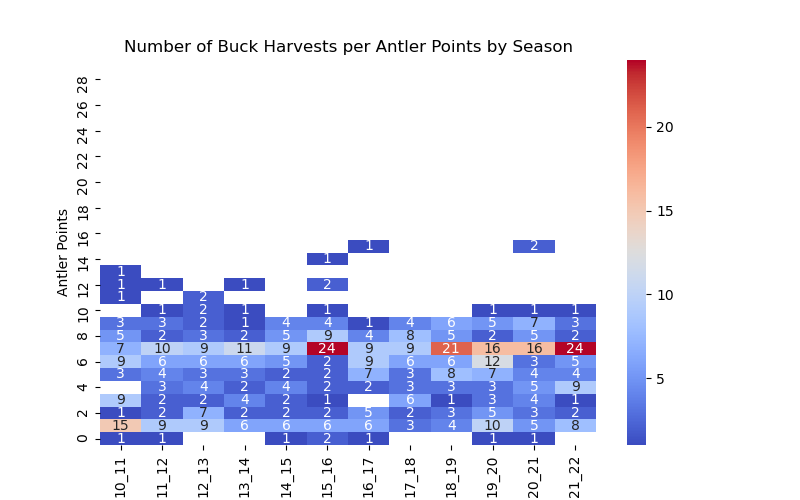 Number of Buck Harvests per Antler Points by Season
28
26
24
22
20
18
16
1 2
14 1
1
12 1 1 1 2
1 2
10 1 2 1 1 1 1 1
3 3 2 1 4 4 1 4 6 5 7 3
8 5 2 3 2 5 9 4 8 5 2 5 2
7 10 9 11 9 24 9 9 21 16 16 24
6 9 6 6 6 5 2 9 6 6 12 3 5
3 4 3 3 2 2 7 3 8 7 4 4
4 3 4 2 4 2 2 3 3 3 5 9
9 2 2 4 2 1 6 1 3 4 1
2 1 2 7 2 2 2 5 2 3 5 3 2
15 9 9 6 6 6 6 3 4 10 5 8
0 1 1 1 2 1 1 1
Antler Points
10_11 11_12 12_13 13_14 14_15 15_16 16_17 17_18 18_19 19_20 20_21 21_22
20
15
10
5